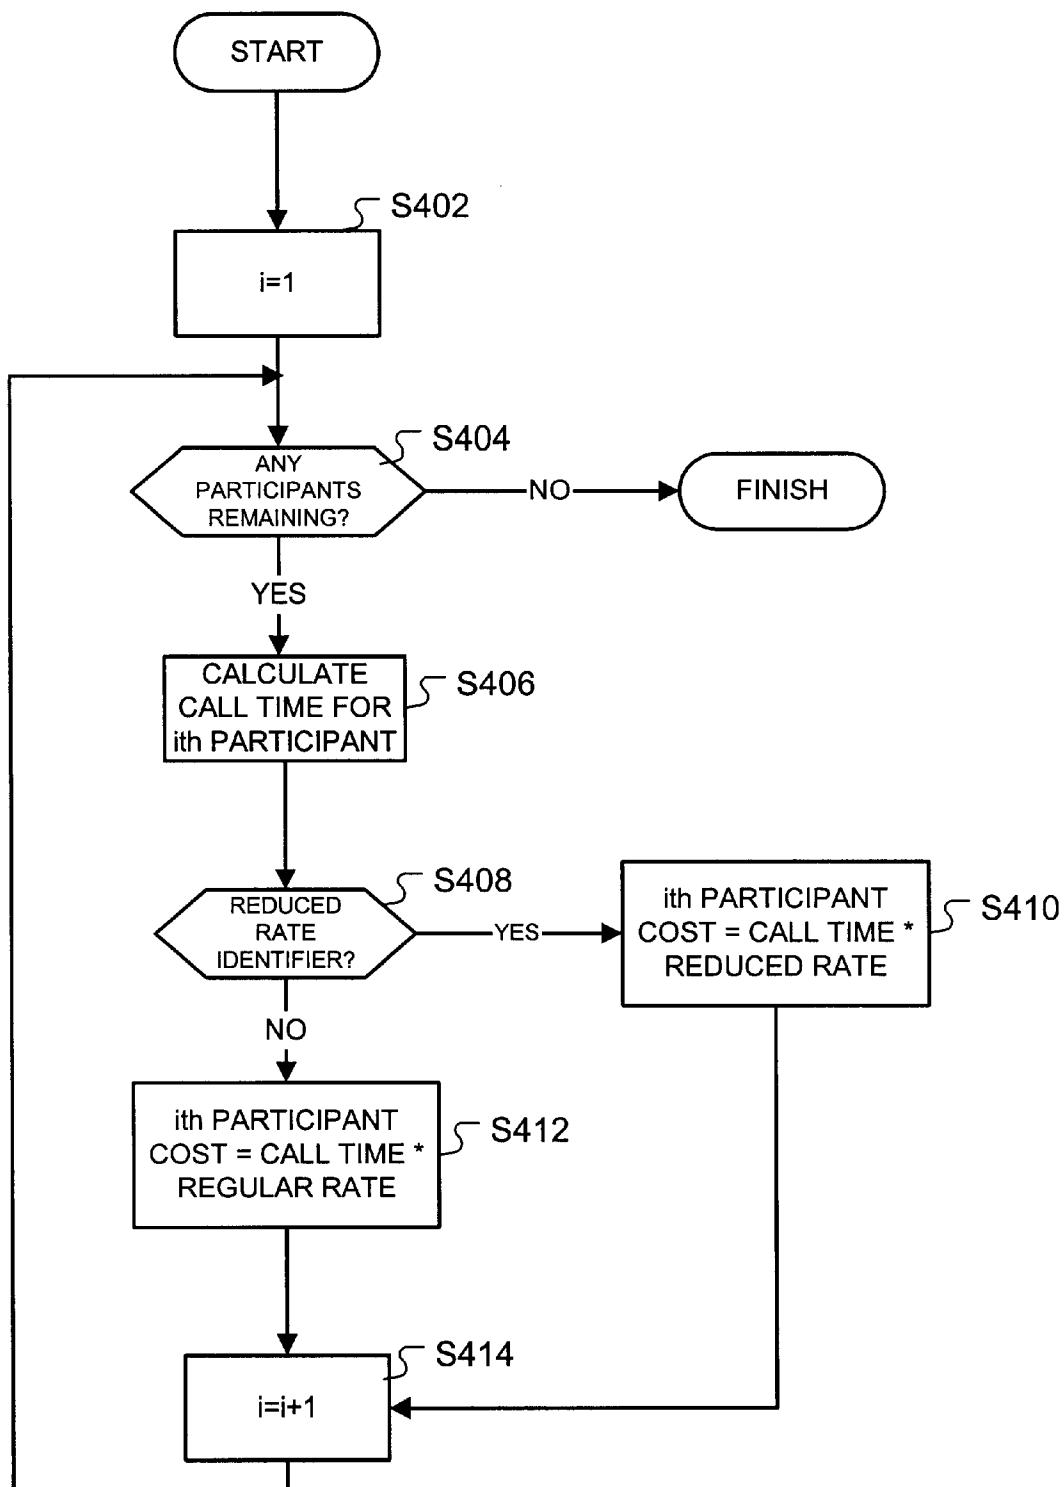 START
S402
i=1
S404
ANY
PARTICIPANTS
REMAINING?
NO
FINISH
YES
CALCULATE
CALL TIME FOR
ith PARTICIPANT
S406
S408
REDUCED
RATE
IDENTIFIER?
YES
ith PARTICIPANT
COST = CALL TIME *
REDUCED RATE
S410
NO
ith PARTICIPANT
COST = CALL TIME *
REGULAR RATE
S412
S414
i=i+1